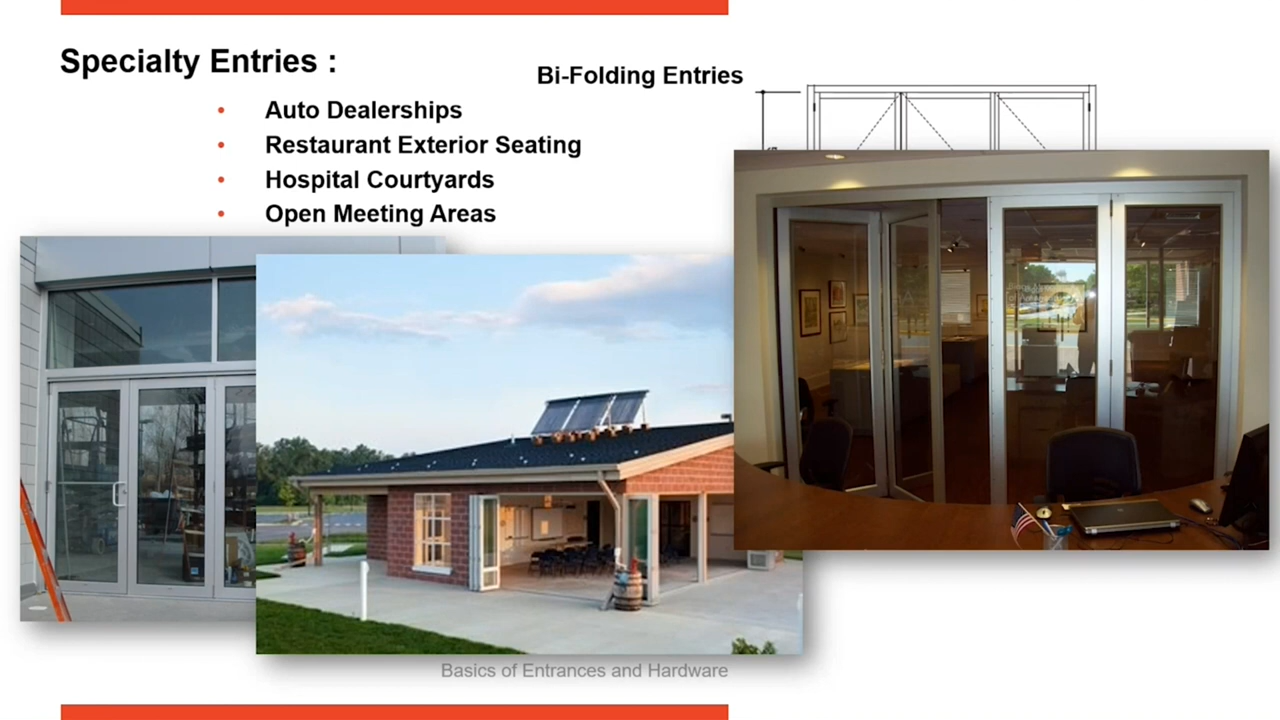 Specialty Entries :
Bi-Folding Entries
• Auto Dealerships
• Restaurant Exterior Seating
• Hospital Courtyards
• Open Meeting Areas
Basics of Entrances and Hardware